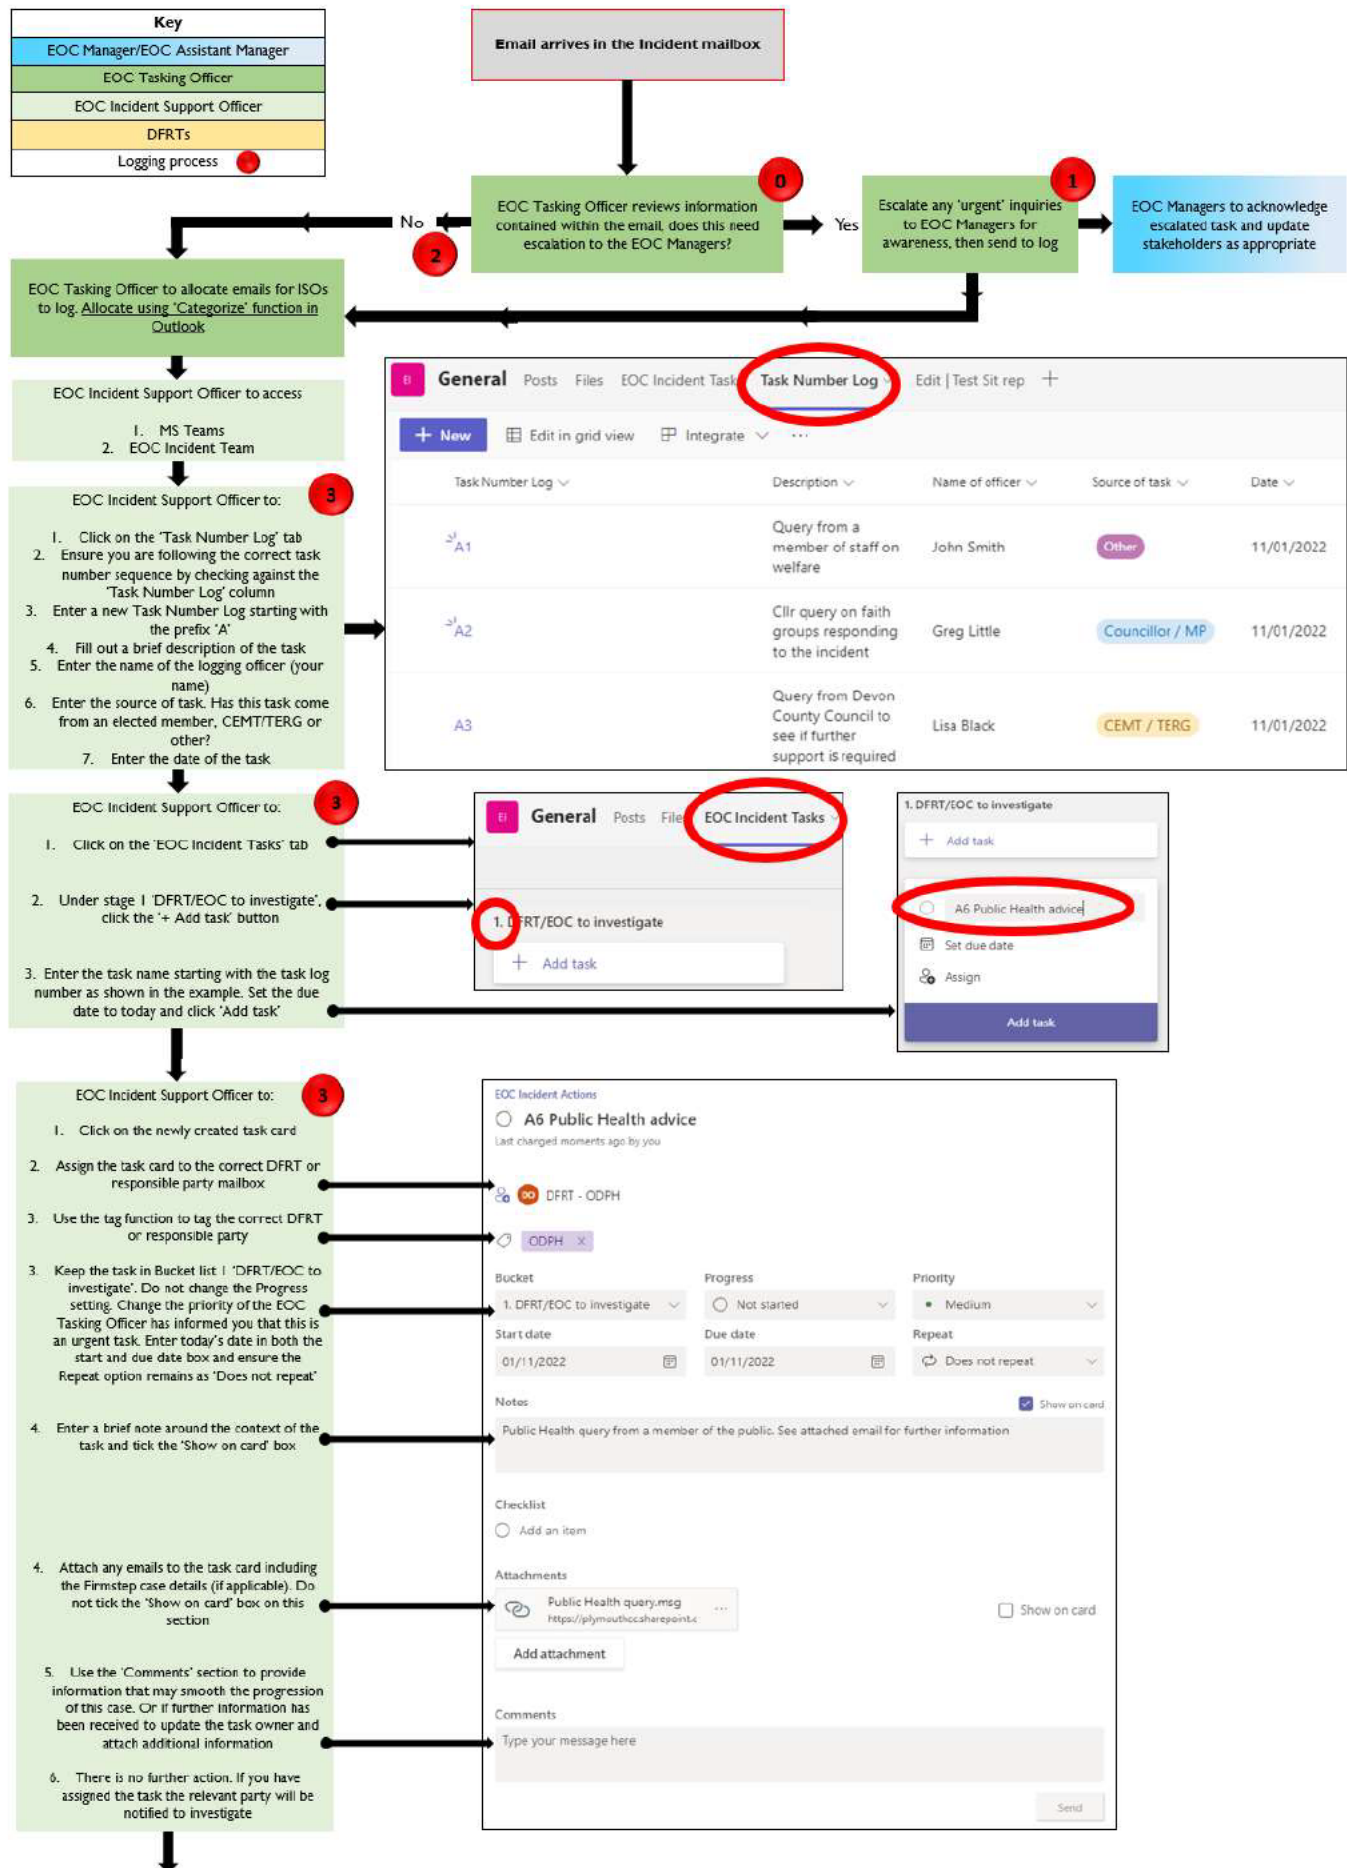 Key
EOC Manager/EOC Assistant Manager
EOC Tasking Officer
EOC Incident Support Officer
DFRTs
Logging process
Email arrives in the Incident mailbox
0
EOC Tasking Officer reviews information
contained within the email, does this need
escalation to the EOC Managers?
No
2
Yes
1
Escalate any 'urgent' inquiries
to EOC Managers for
awareness, then send to log
EOC Managers to acknowledge
escalated task and update
stakeholders as appropriate
EOC Tasking Officer to allocate emails for ISOs
to log. Allocate using 'Categorize' function in
Outlook
EOC Incident Support Officer to access
1. MS Teams
2. EOC Incident Team
3
EOC Incident Support Officer to:
1. Click on the 'Task Number Log' tab
2. Ensure you are following the correct task
number sequence by checking against the
'Task Number Log' column
3. Enter a new Task Number Log starting with
the prefix 'A'
4. Fill out a brief description of the task
5. Enter the name of the logging officer (your
name)
6. Enter the source of task. Has this task come
from an elected member, CEMT/TERG or
other?
7. Enter the date of the task
EI General Posts Files EOC Incident Task Task Number Log Edit | Test Sit rep +
+ New Edit in grid view Integrate ...
Task Number Log Description Name of officer Source of task Date
A1 Query from a
member of staff on
welfare John Smith Other 11/01/2022
A2 Cllr query on faith
groups responding
to the incident Greg Little Councillor / MP 11/01/2022
A3 Query from Devon
County Council to
see if further
support is required Lisa Black CEMT / TERG 11/01/2022
3
EOC Incident Support Officer to:
1. Click on the 'EOC Incident Tasks' tab
2. Under stage 1 'DFRT/EOC to investigate',
click the '+ Add task' button
3. Enter the task name starting with the task log
number as shown in the example. Set the due
date to today and click 'Add task'
EI General Posts File EOC Incident Tasks
1. DFRT/EOC to investigate
+ Add task
1. DFRT/EOC to investigate
+ Add task
A6 Public Health advice
Set due date
Assign
Add task
3
EOC Incident Support Officer to:
1. Click on the newly created task card
2. Assign the task card to the correct DFRT or
responsible party mailbox
3. Use the tag function to tag the correct DFRT
or responsible party
3. Keep the task in Bucket list 1 'DFRT/EOC to
investigate'. Do not change the Progress
setting. Change the priority of the EOC
Tasking Officer has informed you that this is
an urgent task. Enter today's date in both the
start and due date box and ensure the
Repeat option remains as 'Does not repeat'
4. Enter a brief note around the context of the
task and tick the 'Show on card' box
4. Attach any emails to the task card including
the Firmstep case details (if applicable). Do
not tick the 'Show on card' box on this
section
5. Use the 'Comments' section to provide
information that may smooth the progression
of this case. Or if further information has
been received to update the task owner and
attach additional information
6. There is no further action. If you have
assigned the task the relevant party will be
notified to investigate
EOC Incident Actions
A6 Public Health advice
Last changed moments ago by you
DO DFRT - ODPH
ODPH ×
Bucket Progress Priority
1. DFRT/EOC to investigate Not started Medium
Start date Due date Repeat
01/11/2022 01/11/2022 Does not repeat
Notes Show on card
Public Health query from a member of the public. See attached email for further information
Checklist
Add an item
Attachments
Public Health query.msg ...
https://plymouthcc.sharepoint.c
Show on card
Add attachment
Comments
Type your message here
Send